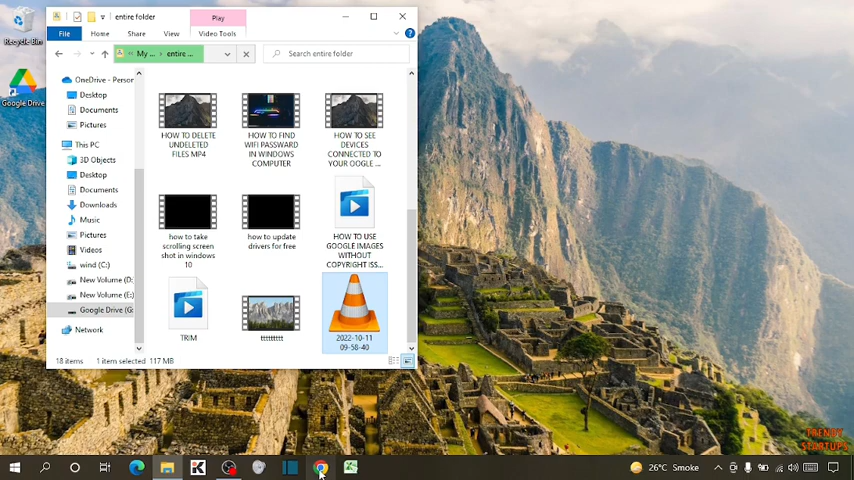 Recycle Bin
Google Drive
entire folder
Play
File
Home
Share
View
Video Tools
My ...
entire ...
Search entire folder
OneDrive - Person
Desktop
Documents
Pictures
This PC
3D Objects
Desktop
Documents
Downloads
Music
Pictures
Videos
wind (C:)
New Volume (D:
New Volume (E:)
Google Drive (G:
Network
HOW TO DELETE
UNDELETED
FILES MP4
HOW TO FIND
WIFI PASSWARD
IN WINDOWS
COMPUTER
HOW TO SEE
DEVICES
CONNECTED TO
YOUR OOGLE ...
how to take
scrolling screen
shot in windows
10
how to update
drivers for free
HOW TO USE
GOOGLE IMAGES
WITHOUT
COPYRIGHT ISS...
TRIM
ttttttttt
2022-10-11
09-58-40
18 items
1 item selected
117 MB
TRENDY
STARTUPS
26°C Smoke